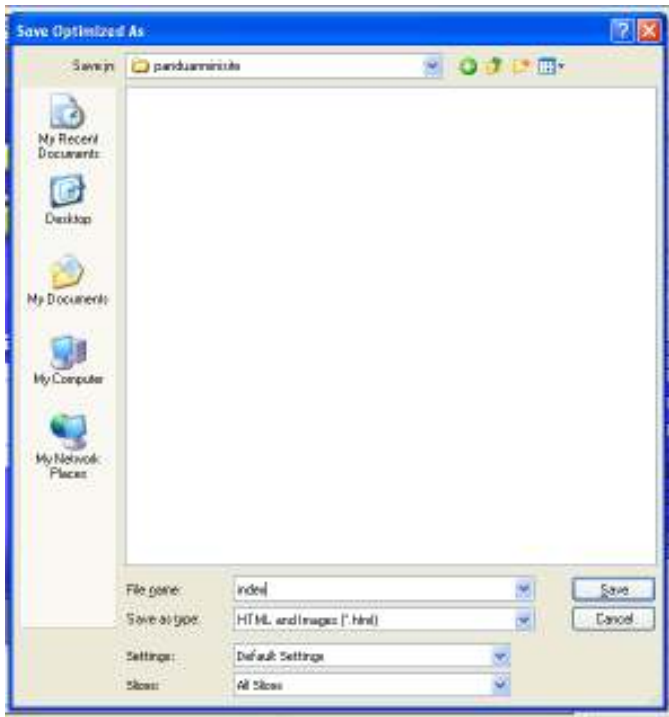 Save Optimized As
Save in:
panduanminisite
My Recent
Documents
Desktop
My Documents
My Computer
My Network
Places
File name:
index
Save
Save as type:
HTML and Images (*.html)
Cancel
Settings:
Default Settings
Slices:
All Slices